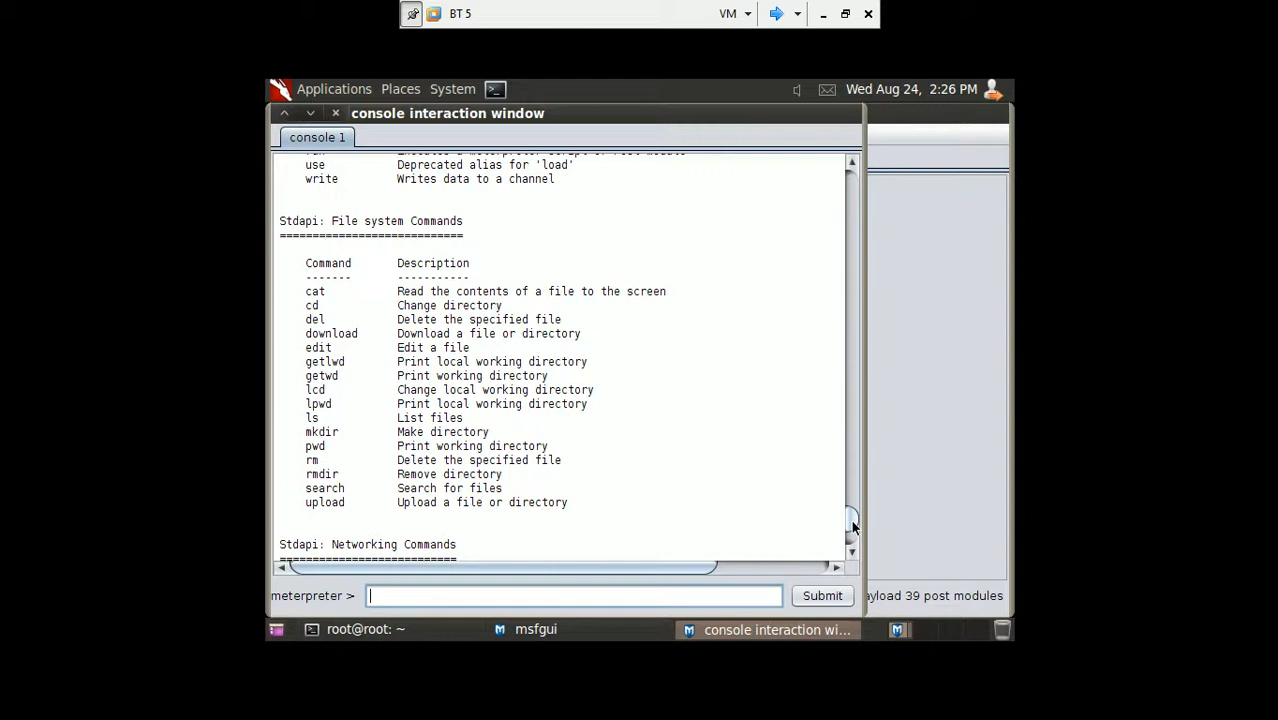 BT 5
VM
Applications Places System
Wed Aug 24, 2:26 PM
console interaction window
console 1
use Deprecated alias for 'load'
write Writes data to a channel
Stdapi: File system Commands
============================
Command Description
------- -----------
cat Read the contents of a file to the screen
cd Change directory
del Delete the specified file
download Download a file or directory
edit Edit a file
getlwd Print local working directory
getwd Print working directory
lcd Change local working directory
lpwd Print local working directory
ls List files
mkdir Make directory
pwd Print working directory
rm Delete the specified file
rmdir Remove directory
search Search for files
upload Upload a file or directory
Stdapi: Networking Commands
===========================
meterpreter >
Submit
yload 39 post modules
root@root: ~
msfgui
console interaction wi...